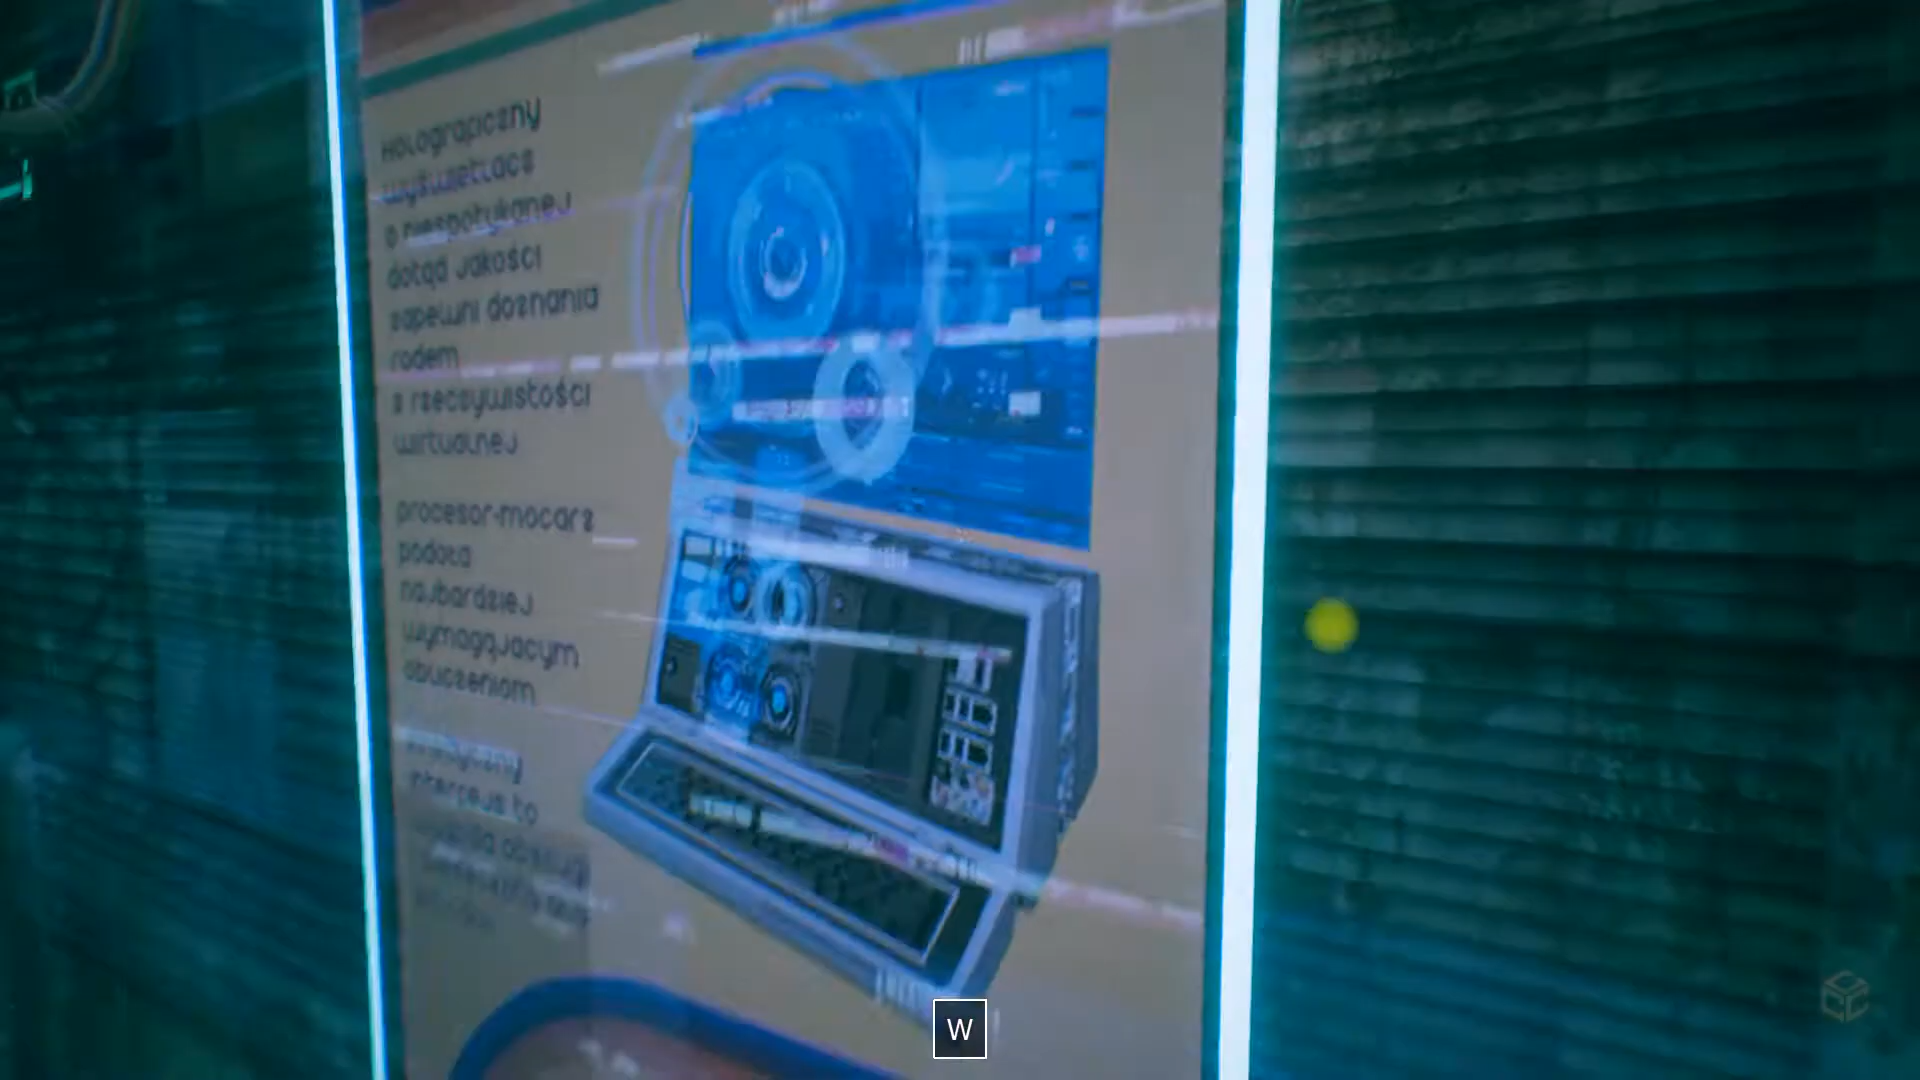 Holograficzny
wyświetlacz
o niespotykanej
dotąd jakości
zapewni doznania
rodem
z rzeczywistości
wirtualnej
procesor-mocarz
podoła
najbardziej
wymagającym
obliczeniom
interfejs to
W